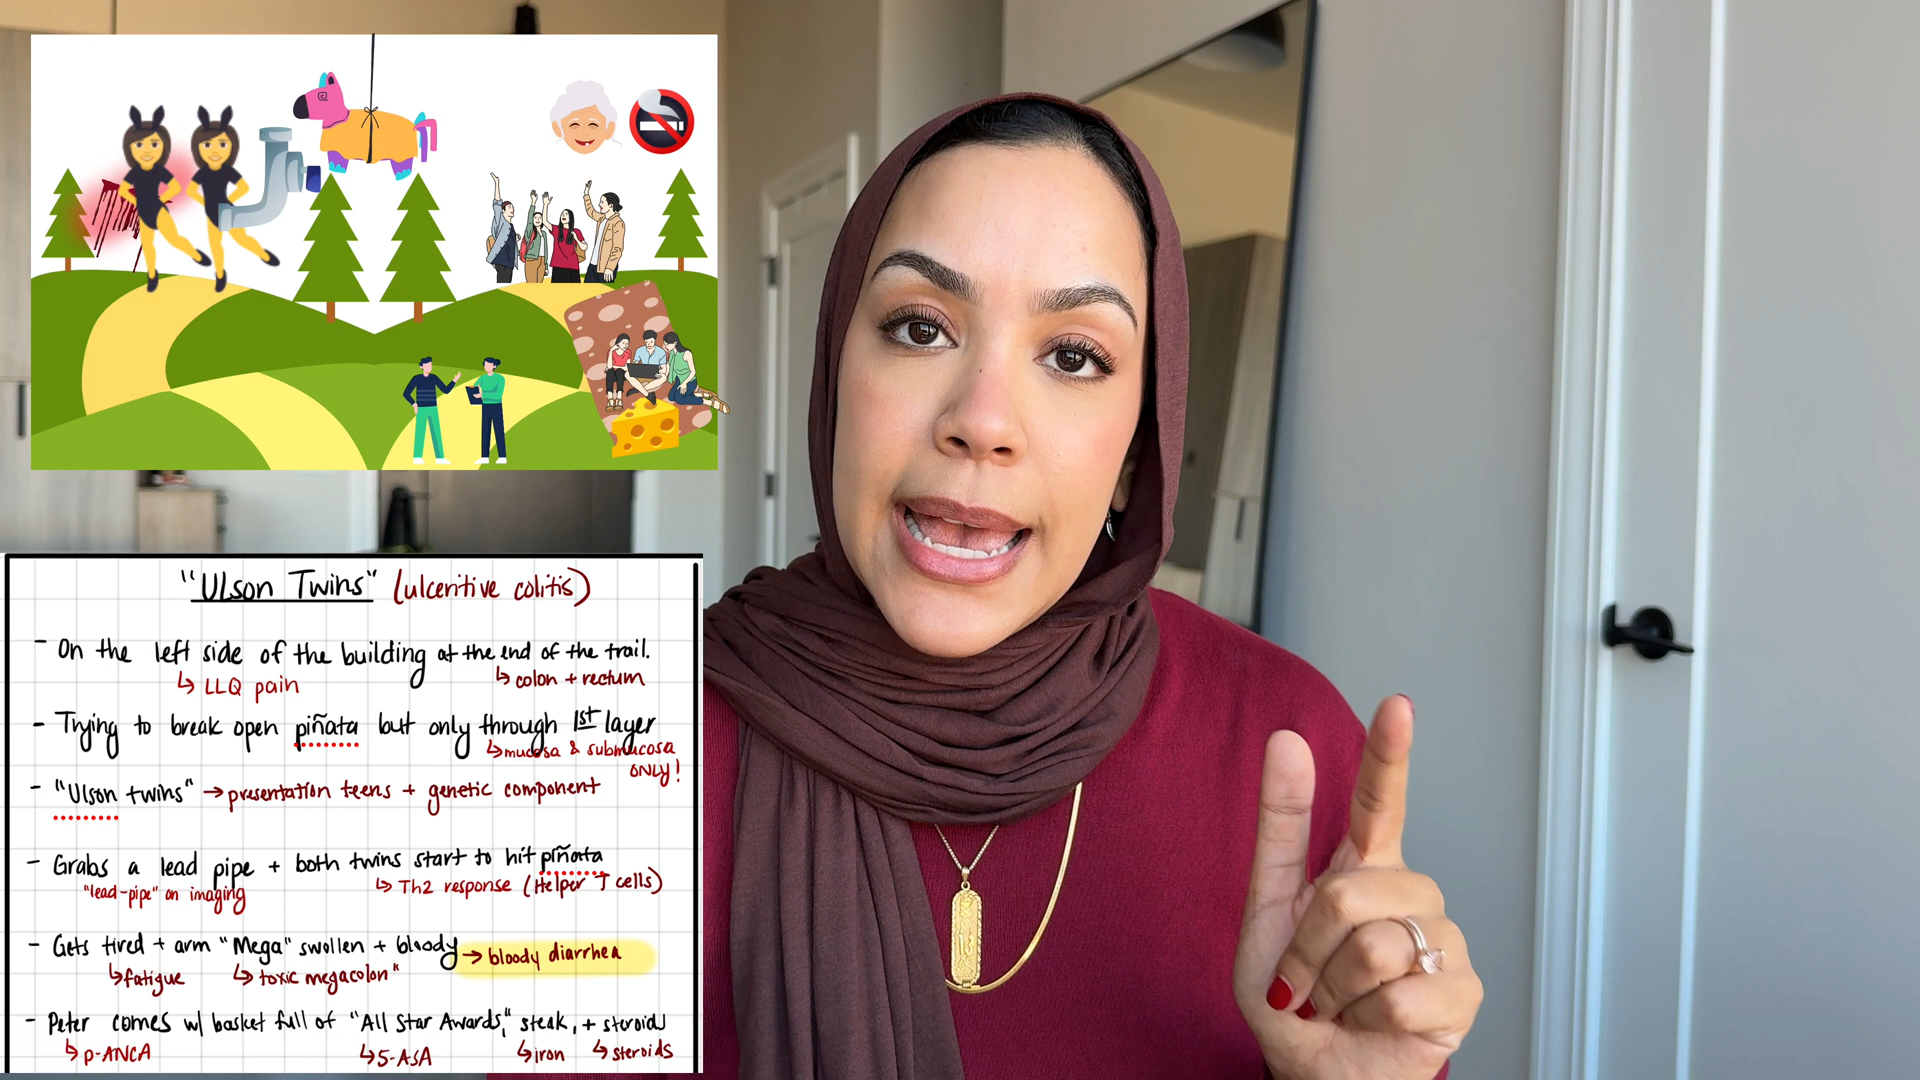 "Ulson Twins" (ulceritive colitis)
- On the left side of the building at the end of the trail.
↳ LLQ pain ↳ colon + rectum
- Trying to break open piñata but only through 1st layer
↳ mucosa & submucosa
ONLY!
- "Ulson twins" → presentation teens + genetic component
- Grabs a lead pipe + both twins start to hit piñata
"lead-pipe" on imaging ↳ Th2 response (Helper T cells)
- Gets tired + arm "Mega" swollen + bloody → bloody diarrhea
↳ fatigue ↳ toxic megacolon"
- Peter comes w/ basket full of "All Star Awards," steak, + steroids
↳ p-ANCA ↳ 5-ASA ↳ iron ↳ steroids